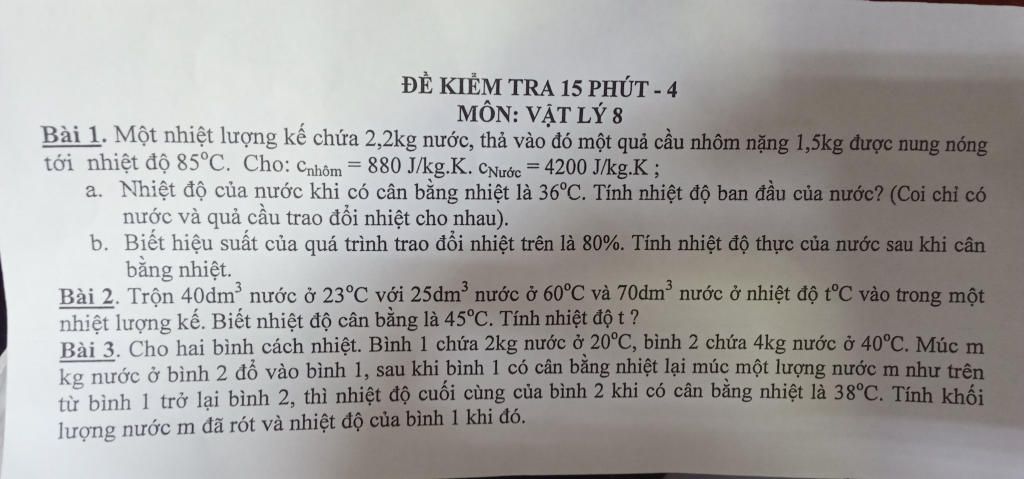 ĐỀ KIỂM TRA 15 PHÚT - 4
MÔN: VẬT LÝ 8
Bài 1. Một nhiệt lượng kế chứa 2,2kg nước, thả vào đó một quả cầu nhôm nặng 1,5kg được nung nóng
tới nhiệt độ 85°C. Cho: cnhôm = 880 J/kg.K. cNước = 4200 J/kg.K ;
a. Nhiệt độ của nước khi có cân bằng nhiệt là 36°C. Tính nhiệt độ ban đầu của nước? (Coi chỉ có
nước và quả cầu trao đổi nhiệt cho nhau).
b. Biết hiệu suất của quá trình trao đổi nhiệt trên là 80%. Tính nhiệt độ thực của nước sau khi cân
bằng nhiệt.
Bài 2. Trộn 40dm³ nước ở 23°C với 25dm³ nước ở 60°C và 70dm³ nước ở nhiệt độ t°C vào trong một
nhiệt lượng kế. Biết nhiệt độ cân bằng là 45°C. Tính nhiệt độ t ?
Bài 3. Cho hai bình cách nhiệt. Bình 1 chứa 2kg nước ở 20°C, bình 2 chứa 4kg nước ở 40°C. Múc m
kg nước ở bình 2 đổ vào bình 1, sau khi bình 1 có cân bằng nhiệt lại múc một lượng nước m như trên
từ bình 1 trở lại bình 2, thì nhiệt độ cuối cùng của bình 2 khi có cân bằng nhiệt là 38°C. Tính khối
lượng nước m đã rót và nhiệt độ của bình 1 khi đó.